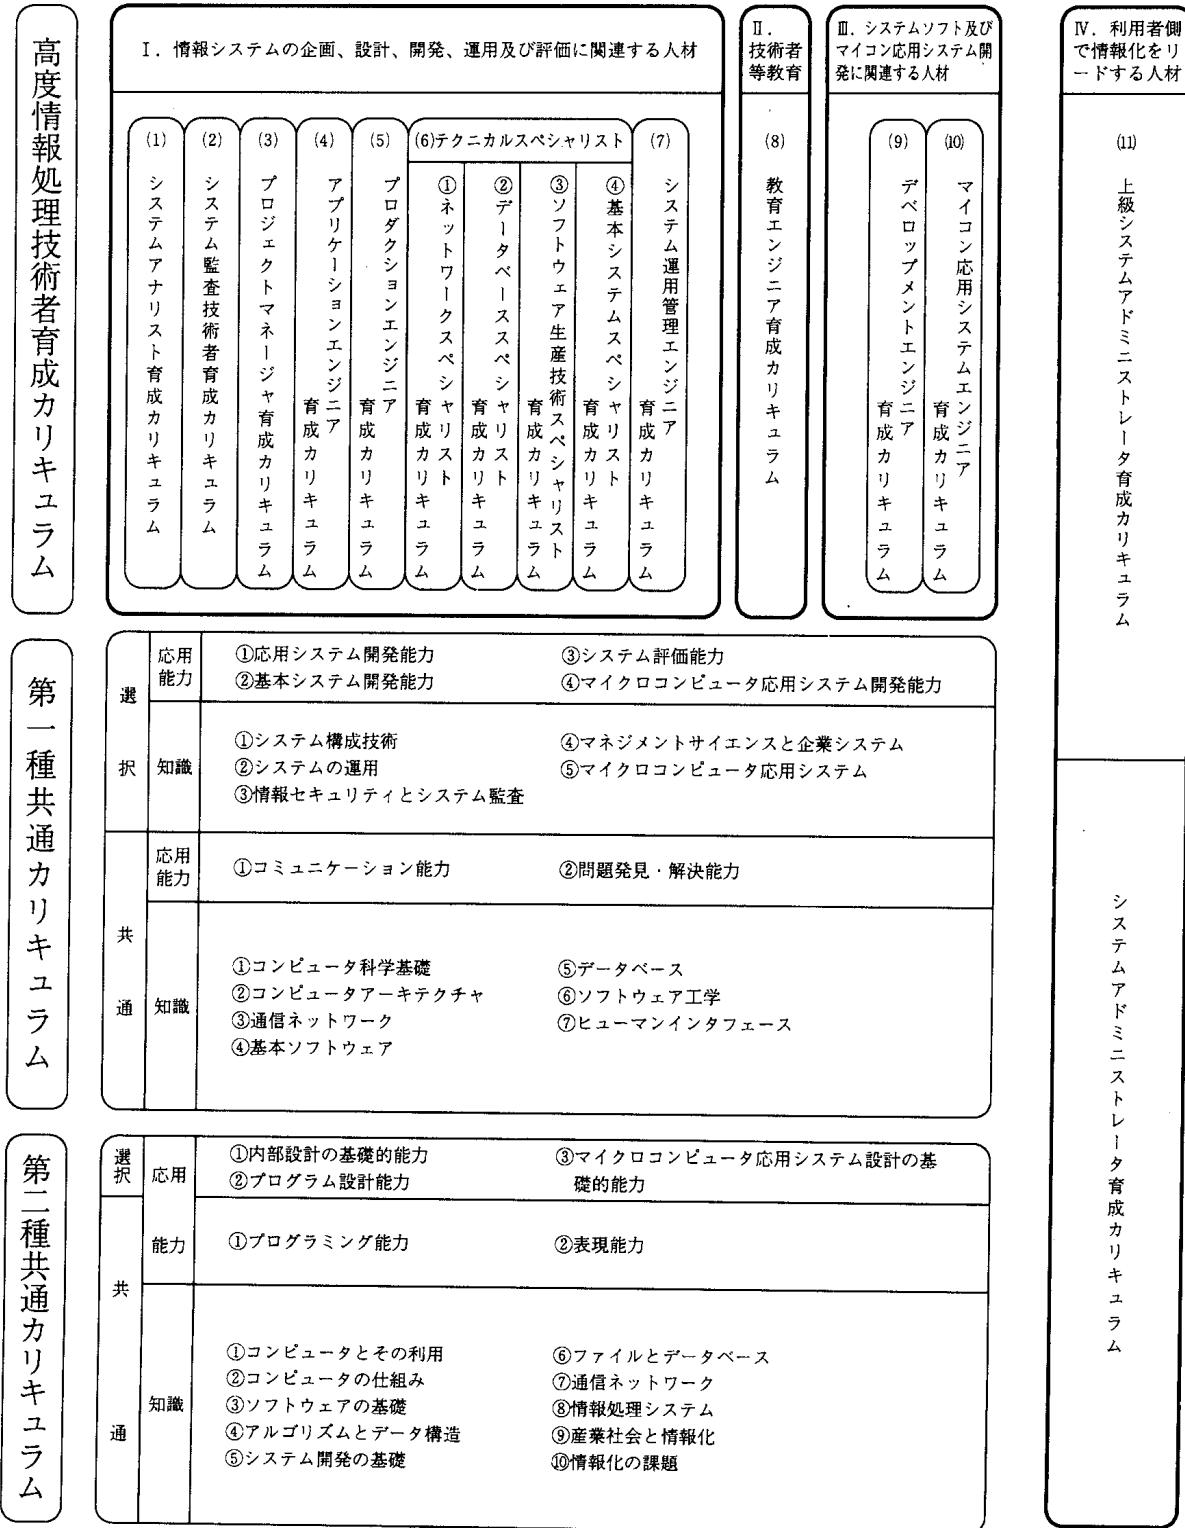 高度情報処理技術者育成カリキュラム
Ⅰ．情報システムの企画、設計、開発、運用及び評価に関連する人材
(1)
システムアナリスト育成カリキュラム
(2)
システム監査技術者育成カリキュラム
(3)
プロジェクトマネージャ育成カリキュラム
(4)
アプリケーションエンジニア
育成カリキュラム
(5)
プロダクションエンジニア
育成カリキュラム
(6)テクニカルスペシャリスト
①ネットワークスペシャリスト
育成カリキュラム
②データベーススペシャリスト
育成カリキュラム
③ソフトウェア生産技術スペシャリスト
育成カリキュラム
④基本システムスペシャリスト
育成カリキュラム
(7)
システム運用管理エンジニア
育成カリキュラム
Ⅱ．
技術者
等教育
(8)
教育エンジニア育成カリキュラム
Ⅲ．システムソフト及び
マイコン応用システム開
発に関連する人材
(9)
デベロップメントエンジニア
育成カリキュラム
(10)
マイコン応用システムエンジニア
育成カリキュラム
Ⅳ．利用者側
で情報化をリ
ードする人材
(11)
上級システムアドミニストレータ育成カリキュラム
システムアドミニストレータ育成カリキュラム
第一種共通カリキュラム
選択
応用
能力
①応用システム開発能力
②基本システム開発能力
③システム評価能力
④マイクロコンピュータ応用システム開発能力
知識
①システム構成技術
②システムの運用
③情報セキュリティとシステム監査
④マネジメントサイエンスと企業システム
⑤マイクロコンピュータ応用システム
共通
応用
能力
①コミュニケーション能力
②問題発見・解決能力
知識
①コンピュータ科学基礎
②コンピュータアーキテクチャ
③通信ネットワーク
④基本ソフトウェア
⑤データベース
⑥ソフトウェア工学
⑦ヒューマンインタフェース
第二種共通カリキュラム
選択
応用
①内部設計の基礎的能力
②プログラム設計能力
③マイクロコンピュータ応用システム設計の基
礎的能力
共通
能力
①プログラミング能力
②表現能力
知識
①コンピュータとその利用
②コンピュータの仕組み
③ソフトウェアの基礎
④アルゴリズムとデータ構造
⑤システム開発の基礎
⑥ファイルとデータベース
⑦通信ネットワーク
⑧情報処理システム
⑨産業社会と情報化
⑩情報化の課題